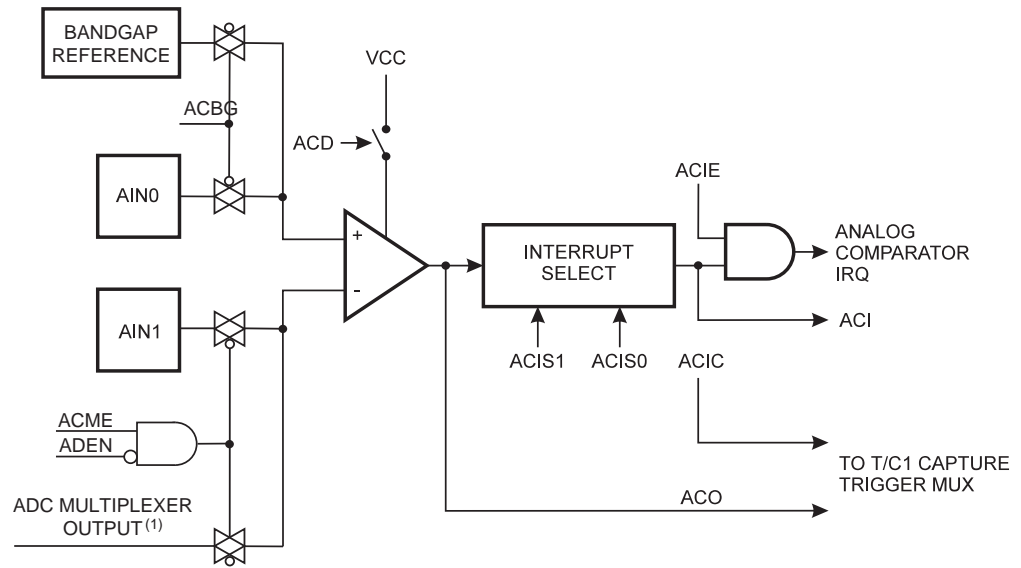 BANDGAP
REFERENCE
VCC
ACBG
ACD
AIN0
ACIE
+
INTERRUPT
SELECT
ANALOG
COMPARATOR
IRQ
-
AIN1
ACI
ACIS1
ACIS0
ACIC
ACME
ADEN
TO T/C1 CAPTURE
TRIGGER MUX
ACO
ADC MULTIPLEXER
OUTPUT (1)